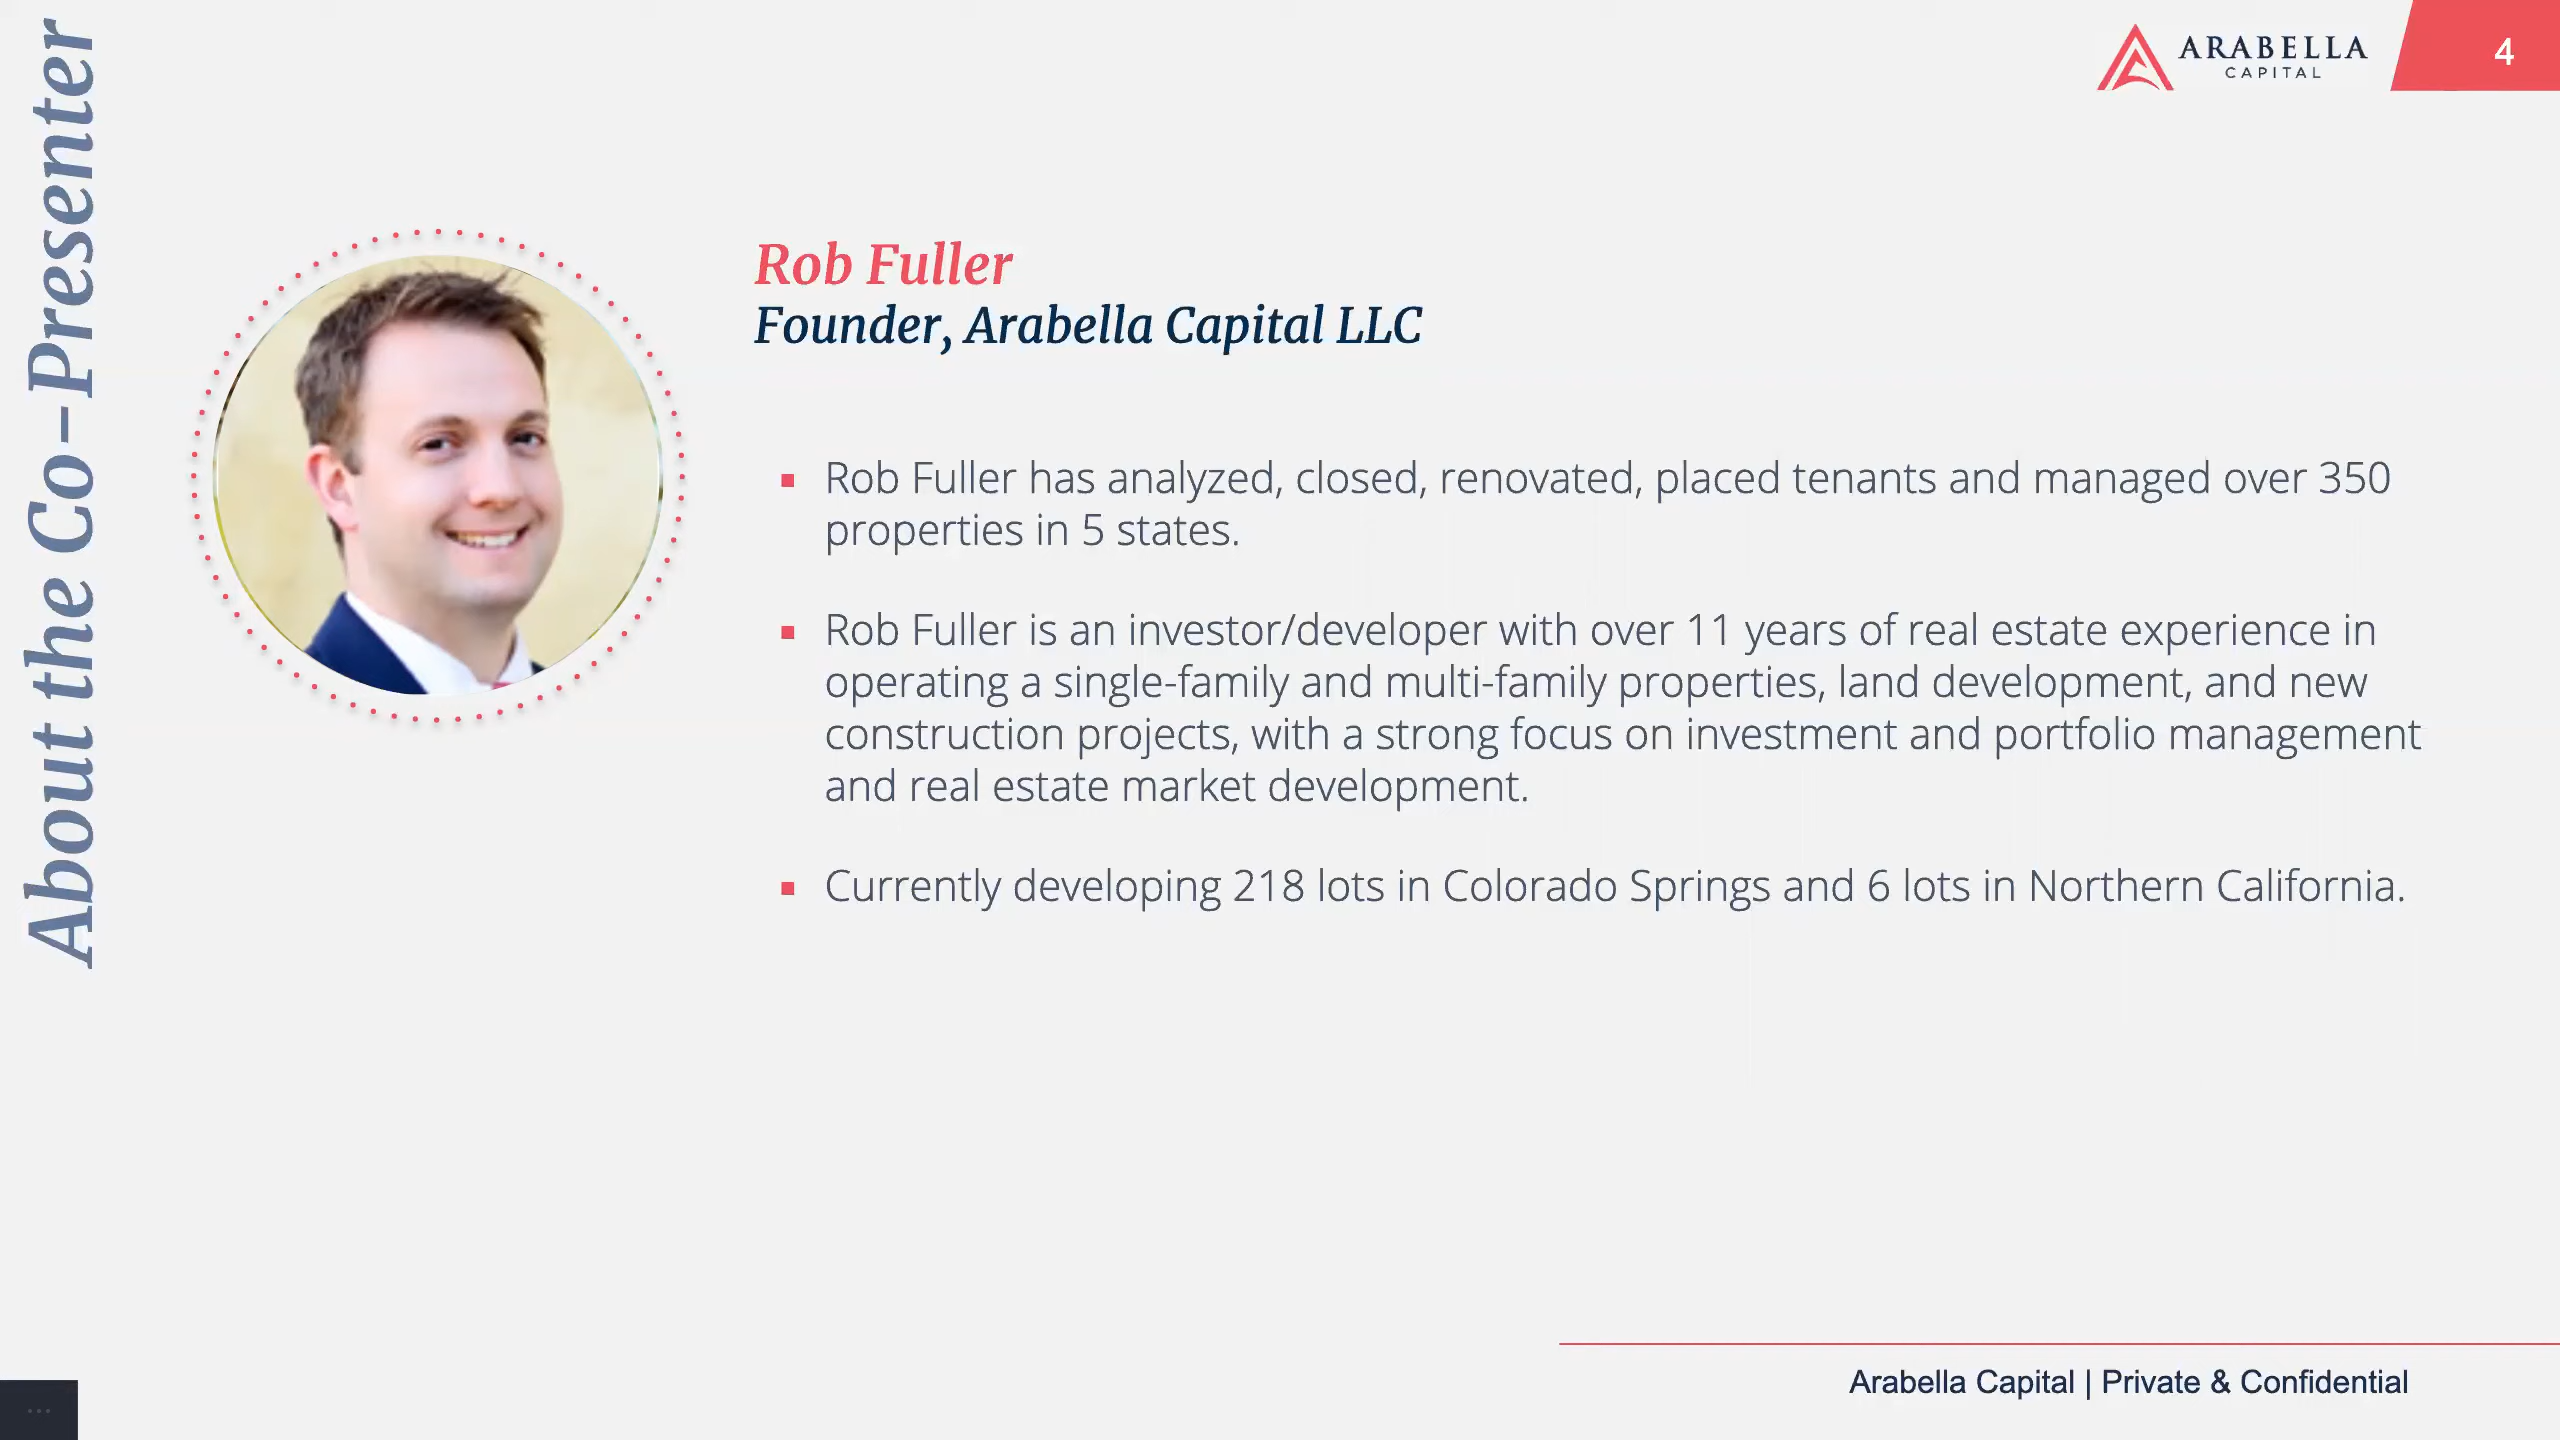 About the Co-Presenter
ARABELLA
CAPITAL
4
Rob Fuller
Founder, Arabella Capital LLC
▪ Rob Fuller has analyzed, closed, renovated, placed tenants and managed over 350
properties in 5 states.
▪ Rob Fuller is an investor/developer with over 11 years of real estate experience in
operating a single-family and multi-family properties, land development, and new
construction projects, with a strong focus on investment and portfolio management
and real estate market development.
▪ Currently developing 218 lots in Colorado Springs and 6 lots in Northern California.
Arabella Capital | Private & Confidential